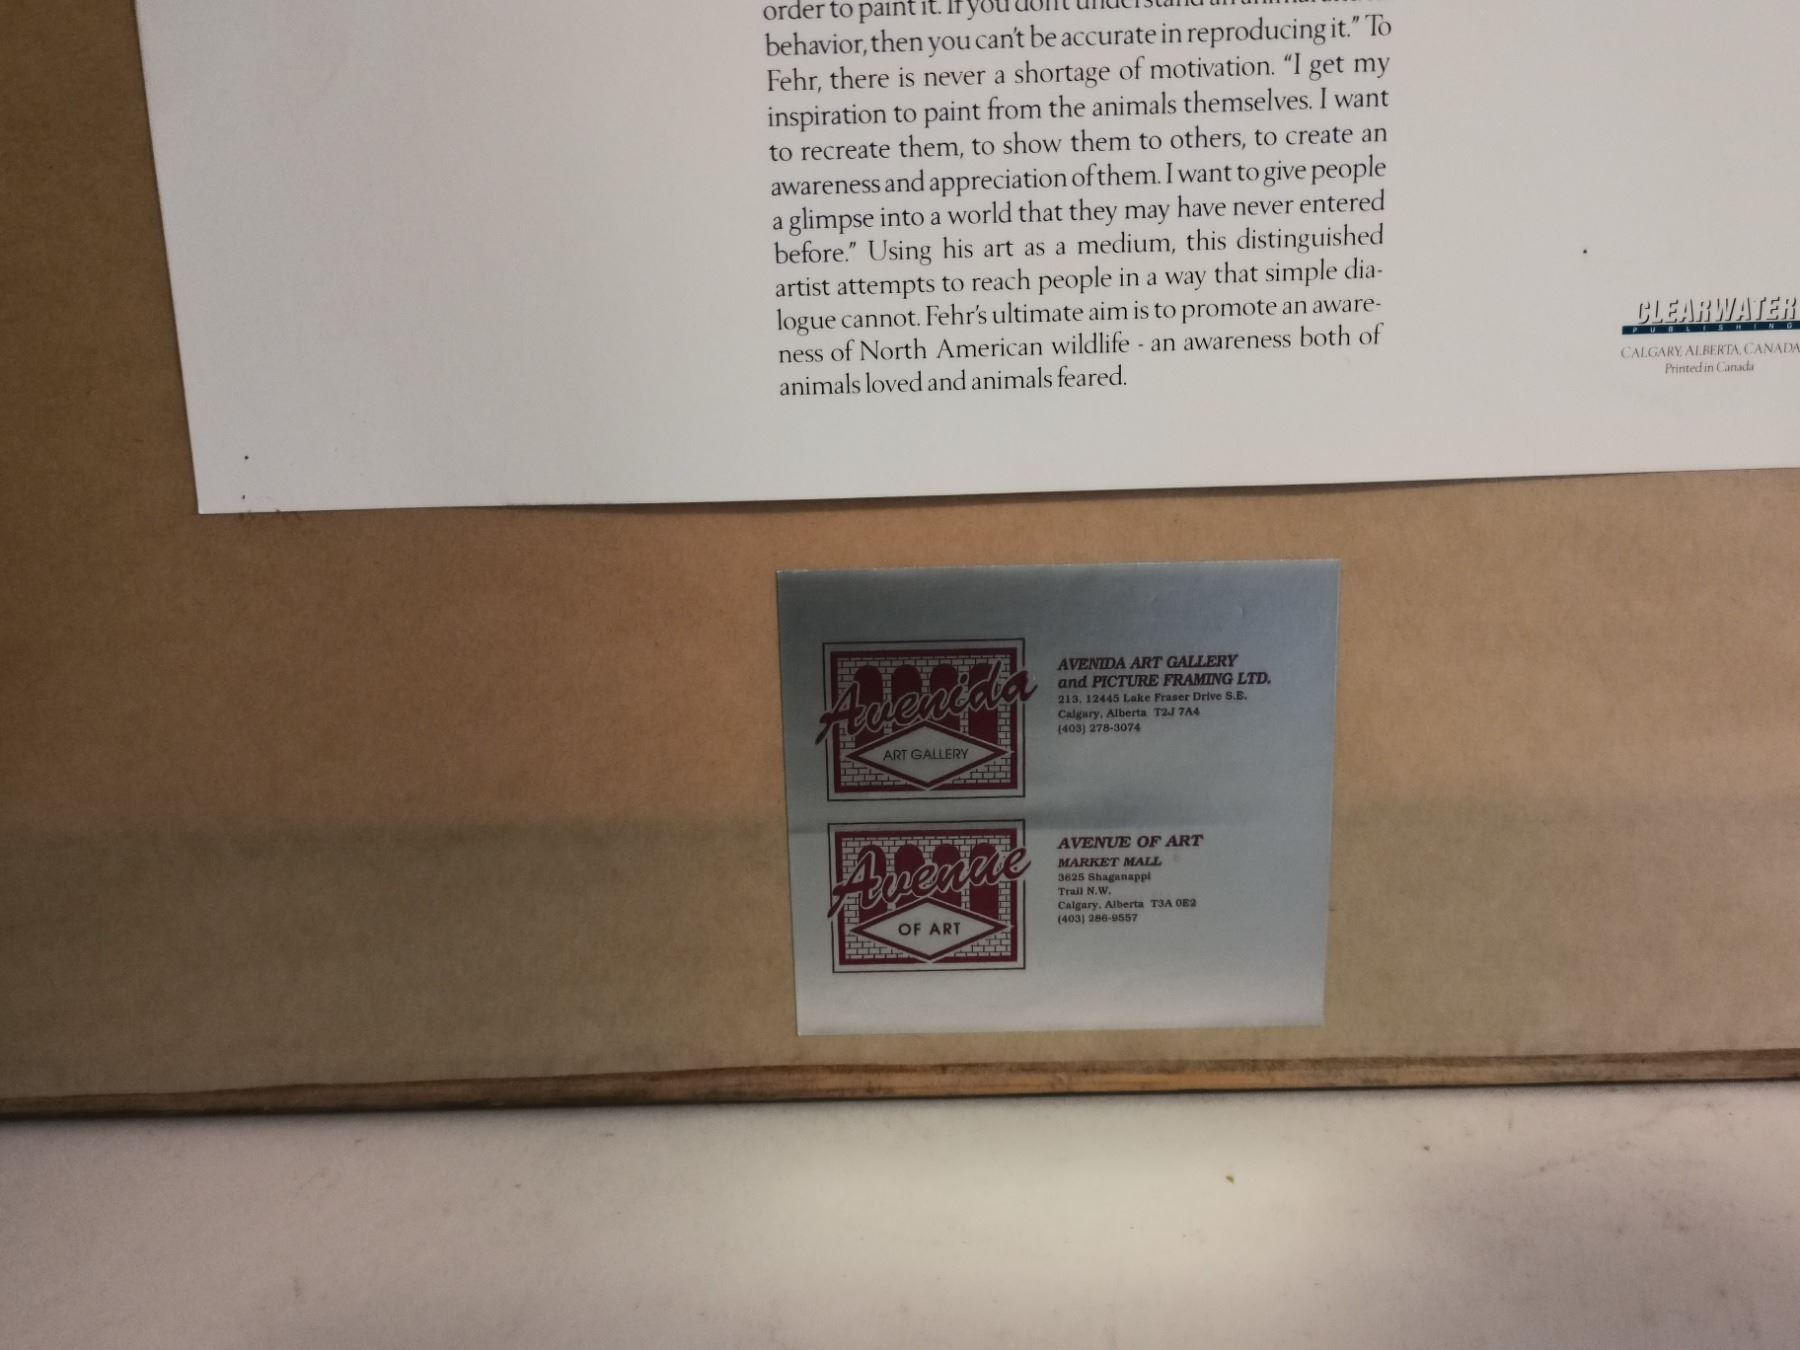 order to paint it. If you don't understand an animal
behavior, then you can't be accurate in reproducing it." To
Fehr, there is never a shortage of motivation. "I get my
inspiration to paint from the animals themselves. I want
to recreate them, to show them to others, to create an
awareness and appreciation of them. I want to give people
a glimpse into a world that they may have never entered
before." Using his art as a medium, this distinguished
artist attempts to reach people in a way that simple dia-
logue cannot. Fehr's ultimate aim is to promote an aware-
ness of North American wildlife - an awareness both of
animals loved and animals feared.
CLEARWATER
PUBLISHING
CALGARY, ALBERTA, CANADA
Printed in Canada
Avenida
ART GALLERY
AVENIDA ART GALLERY
and PICTURE FRAMING LTD.
213, 12445 Lake Fraser Drive S.E.
Calgary, Alberta T2J 7A4
(403) 278-3074
Avenue
OF ART
AVENUE OF ART
MARKET MALL
3625 Shaganappi
Trail N.W.
Calgary, Alberta T3A 0E2
(403) 286-9557